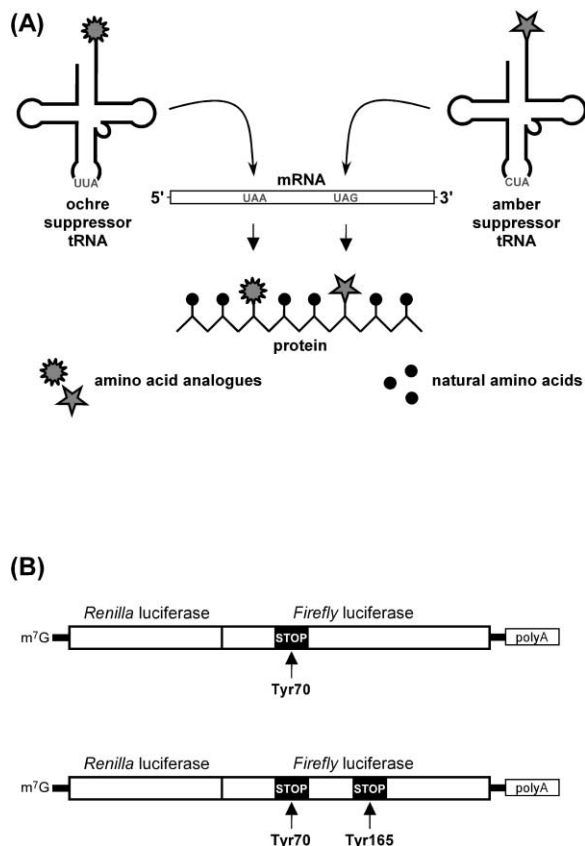 (A)
UUA
ochre
suppressor
tRNA
mRNA
5' UAA UAG 3'
CUA
amber
suppressor
tRNA
protein
amino acid analogues
natural amino acids
(B)
Renilla luciferase Firefly luciferase
m⁷G STOP polyA
Tyr70
Renilla luciferase Firefly luciferase
m⁷G STOP STOP polyA
Tyr70 Tyr165